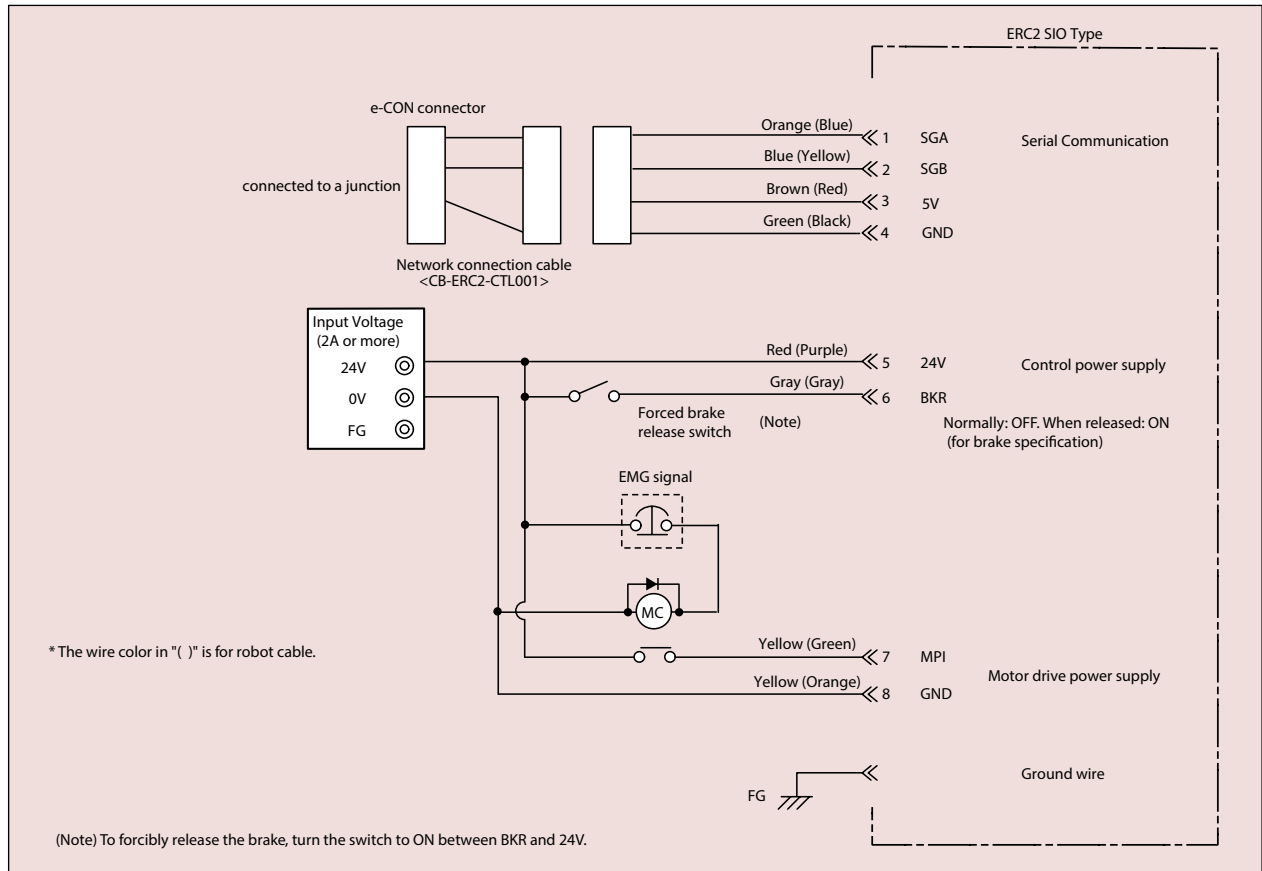 ERC2 SIO Type
e-CON connector
connected to a junction
Network connection cable
<CB-ERC2-CTL001>
Orange (Blue)
1 SGA
Serial Communication
Blue (Yellow)
2 SGB
Brown (Red)
3 5V
Green (Black)
4 GND
Input Voltage
(2A or more)
24V
0V
FG
Red (Purple)
5 24V
Control power supply
Gray (Gray)
6 BKR
Forced brake
release switch
(Note)
Normally: OFF. When released: ON
(for brake specification)
EMG signal
MC
* The wire color in "( )" is for robot cable.
Yellow (Green)
7 MPI
Motor drive power supply
Yellow (Orange)
8 GND
Ground wire
FG
(Note) To forcibly release the brake, turn the switch to ON between BKR and 24V.